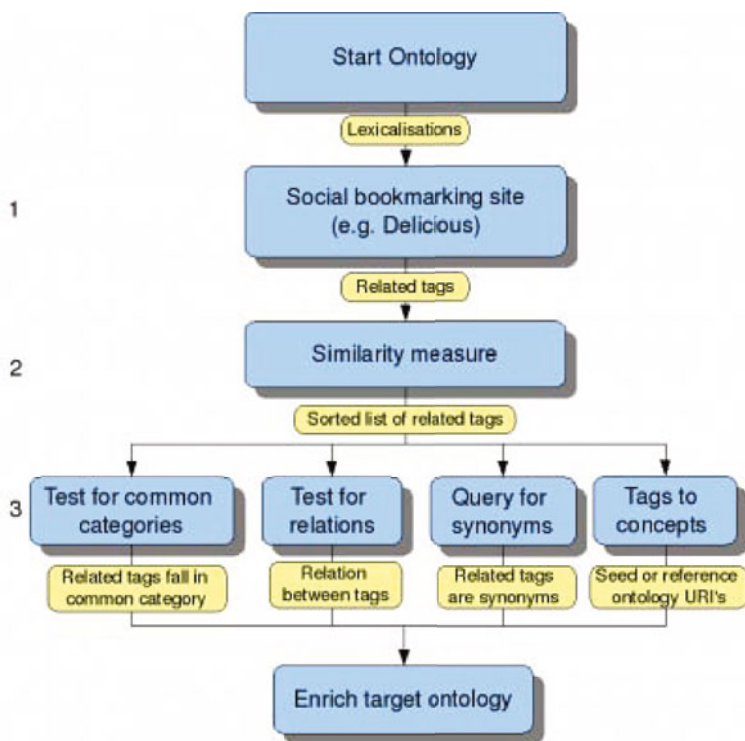 Start Ontology
Lexicalisations
1
Social bookmarking site
(e.g. Delicious)
Related tags
2
Similarity measure
Sorted list of related tags
3
Test for common
categories
Test for
relations
Query for
synonyms
Tags to
concepts
Related tags fall in
common category
Relation
between tags
Related tags
are synonyms
Seed or reference
ontology URI's
Enrich target ontology